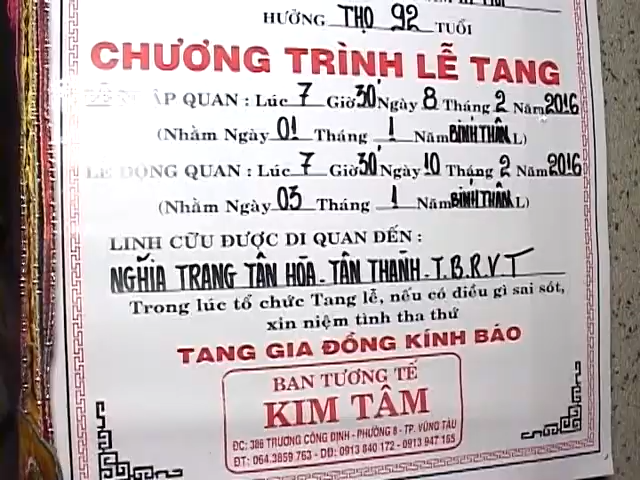 HƯỞNG THỌ 92 TUỔI
CHƯƠNG TRÌNH LỄ TANG
ẬP QUAN : Lúc 7 Giờ 30' Ngày 8 Tháng 2 Năm 2016
(Nhằm Ngày 01 Tháng 1 Năm BÍNH THÂN L)
LỄ ĐỘNG QUAN : Lúc 7 Giờ 30' Ngày 10 Tháng 2 Năm 2016
(Nhằm Ngày 03 Tháng 1 Năm BÍNH THÂN L)
LINH CỮU ĐƯỢC DI QUAN ĐẾN :
NGHĨA TRANG TÂN HÒA - TÂN THÀNH - T.B.R.V.T
Trong lúc tổ chức Tang lễ, nếu có điều gì sai sót,
xin niệm tình tha thứ
TANG GIA ĐỒNG KÍNH BÁO
BAN TƯƠNG TẾ
KIM TÂM
ĐC: 386 TRƯƠNG CÔNG ĐỊNH - PHƯỜNG 8 - TP. VŨNG TÀU
ĐT: 064.3859 763 - DĐ: 0913 840 172 - 0913 947 165